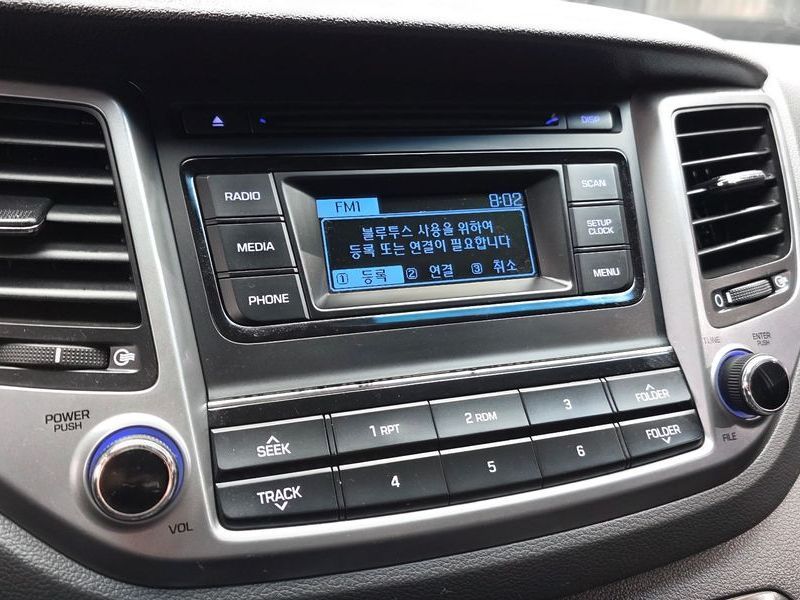 DISP
RADIO
FM1 8:02
SCAN
블루투스 사용을 위하여
등록 또는 연결이 필요합니다
① 등록 ② 연결 ③ 취소
MEDIA
SETUP
CLOCK
PHONE
MENU
0
TUNE
ENTER
PUSH
POWER
PUSH
SEEK
1 RPT
2 RDM
3
FOLDER
TRACK
4
5
6
FOLDER
FILE
VOL